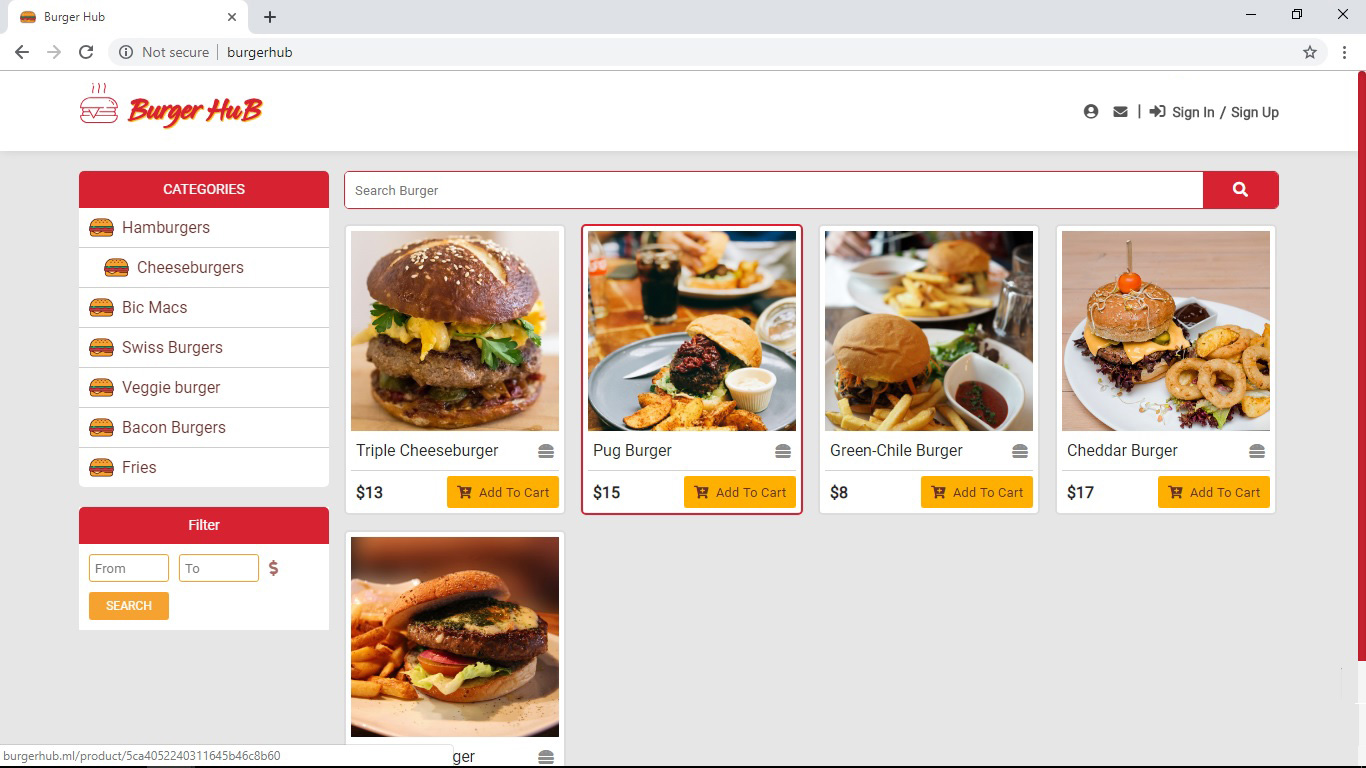 Burger Hub
Not secure
burgerhub
Burger HuB
| Sign In / Sign Up
CATEGORIES
Hamburgers
Cheeseburgers
Bic Macs
Swiss Burgers
Veggie burger
Bacon Burgers
Fries
Filter
From
To
$
SEARCH
Search Burger
Triple Cheeseburger
$13
Add To Cart
Pug Burger
$15
Add To Cart
Green-Chile Burger
$8
Add To Cart
Cheddar Burger
$17
Add To Cart
ger
burgerhub.ml/product/5ca4052240311645b46c8b60